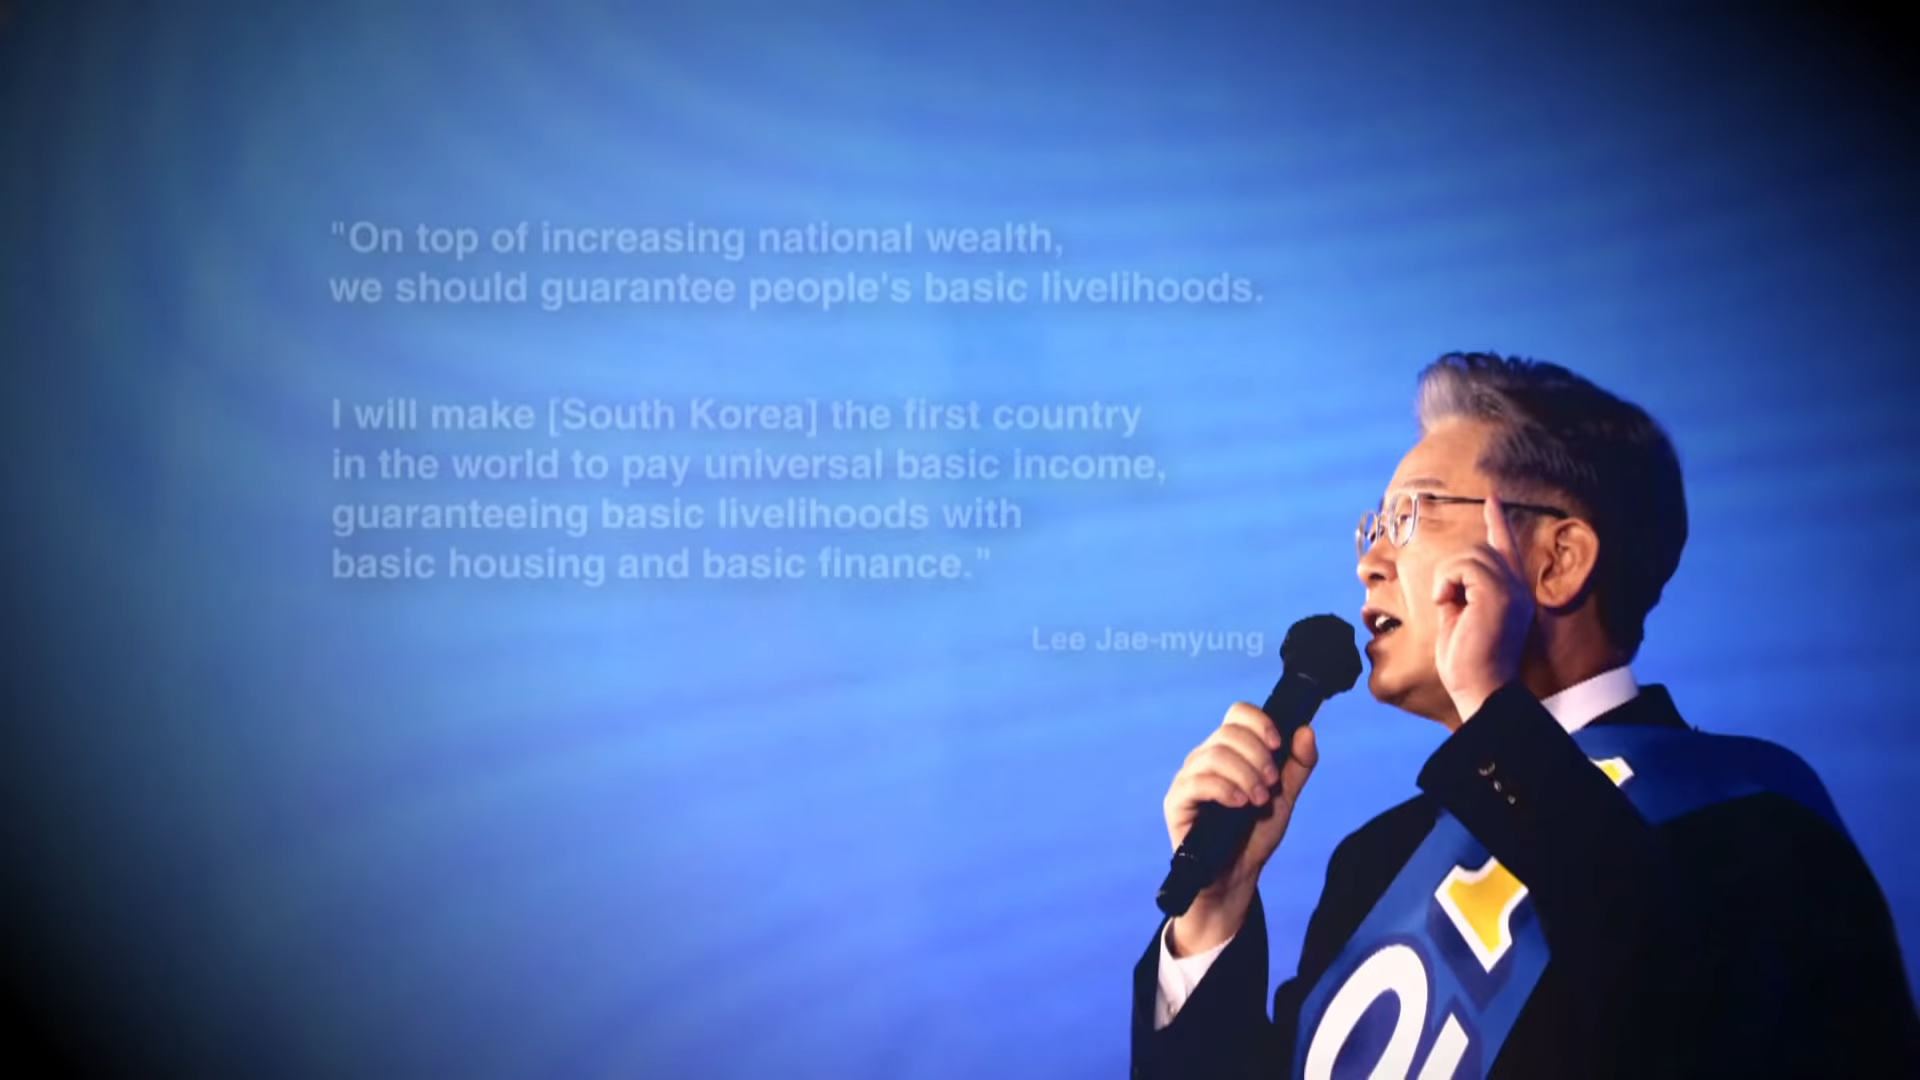 "On top of increasing national wealth,
we should guarantee people's basic livelihoods.
I will make [South Korea] the first country
in the world to pay universal basic income,
guaranteeing basic livelihoods with
basic housing and basic finance."
Lee Jae-myung
1